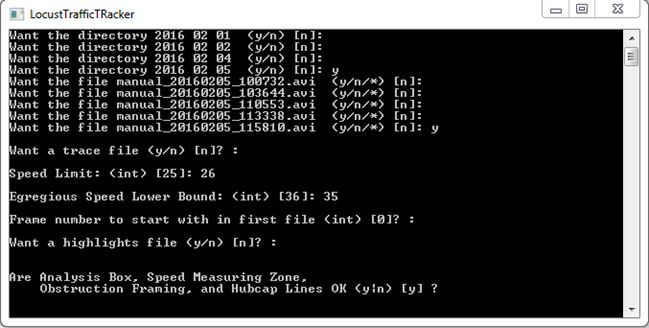 LocustTrafficTRacker
Want the directory 2016 02 01  (y/n) [n]:
Want the directory 2016 02 02  (y/n) [n]:
Want the directory 2016 02 04  (y/n) [n]:
Want the directory 2016 02 05  (y/n) [n]: y
Want the file manual_20160205_100732.avi  (y/n/*) [n]:
Want the file manual_20160205_103644.avi  (y/n/*) [n]:
Want the file manual_20160205_110553.avi  (y/n/*) [n]:
Want the file manual_20160205_113338.avi  (y/n/*) [n]:
Want the file manual_20160205_115810.avi  (y/n/*) [n]: y
Want a trace file (y/n) [n]? :
Speed Limit: (int) [25]: 26
Egregious Speed Lower Bound: (int) [36]: 35
Frame number to start with in first file (int) [0]? :
Want a highlights file (y/n) [n]? :
Are Analysis Box, Speed Measuring Zone,
Obstruction Framing, and Hubcap Lines OK (y|n) [y] ?